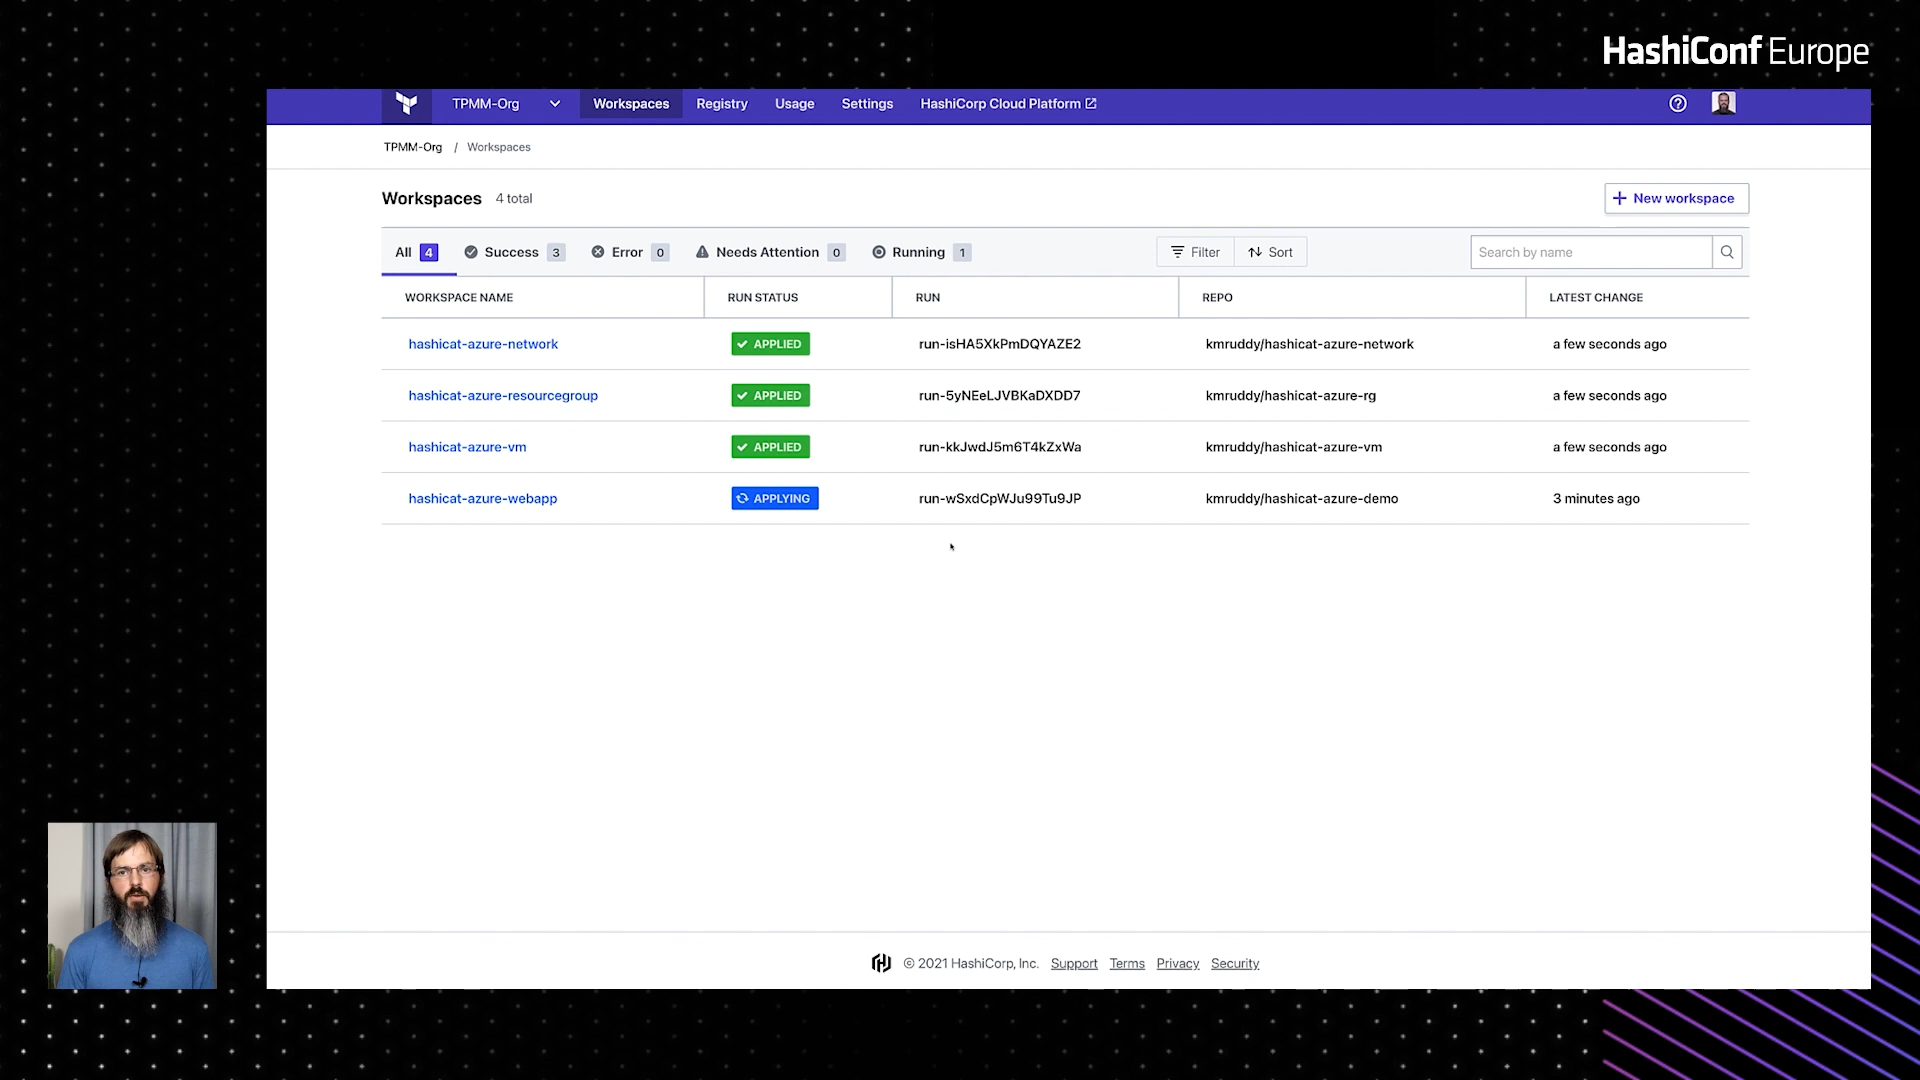 HashiConf Europe
TPMM-Org Workspaces Registry Usage Settings HashiCorp Cloud Platform
TPMM-Org / Workspaces
Workspaces 4 total
New workspace
All 4 Success 3 Error 0 Needs Attention 0 Running 1 Filter Sort Search by name
WORKSPACE NAME RUN STATUS RUN REPO LATEST CHANGE
hashicat-azure-network APPLIED run-isHA5XkPmDQYAZE2 kmruddy/hashicat-azure-network a few seconds ago
hashicat-azure-resourcegroup APPLIED run-5yNEeLJVBKaDXDD7 kmruddy/hashicat-azure-rg a few seconds ago
hashicat-azure-vm APPLIED run-kkJwdJ5m6T4kZxWa kmruddy/hashicat-azure-vm a few seconds ago
hashicat-azure-webapp APPLYING run-wSxdCpWJu99Tu9JP kmruddy/hashicat-azure-demo 3 minutes ago
© 2021 HashiCorp, Inc. Support Terms Privacy Security